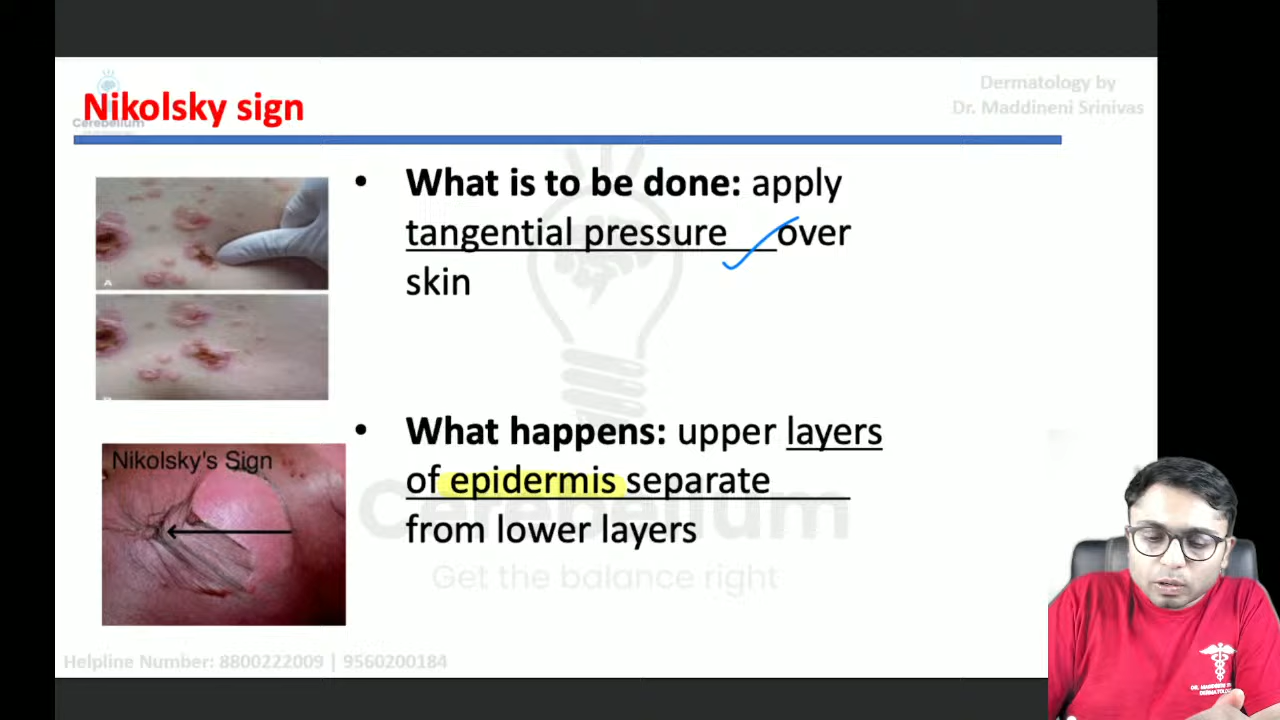 Dermatology by
Dr. Maddineni Srinivas
Nikolsky sign
Cerebellum
• What is to be done: apply
tangential pressure over
skin
A
• What happens: upper layers
of epidermis separate
from lower layers
Nikolsky's Sign
Cerebellum
Get the balance right
Helpline Number: 8800222009 | 9560200184